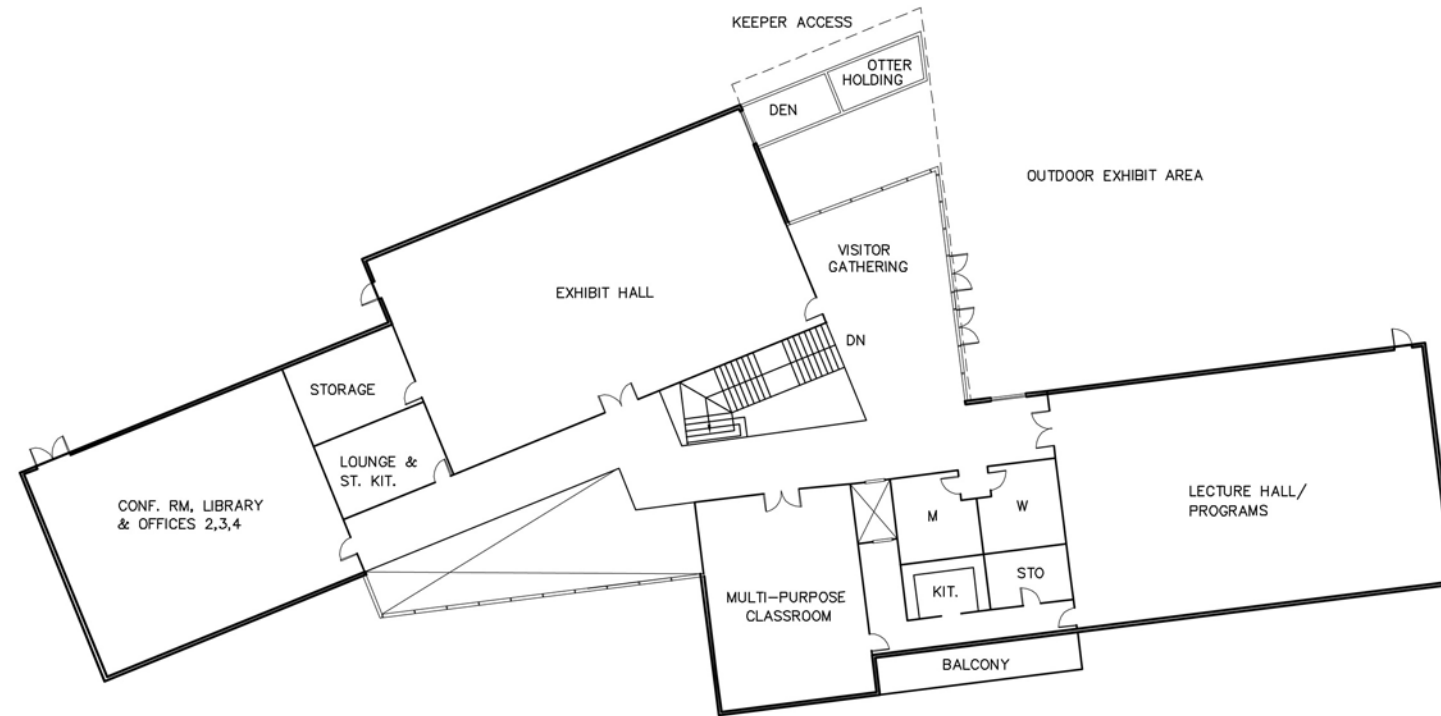 KEEPER ACCESS
OTTER
HOLDING
DEN
OUTDOOR EXHIBIT AREA
VISITOR
GATHERING
EXHIBIT HALL
DN
STORAGE
LOUNGE &
ST. KIT.
CONF. RM, LIBRARY
& OFFICES 2,3,4
LECTURE HALL/
PROGRAMS
M
W
STO
KIT.
MULTI-PURPOSE
CLASSROOM
BALCONY